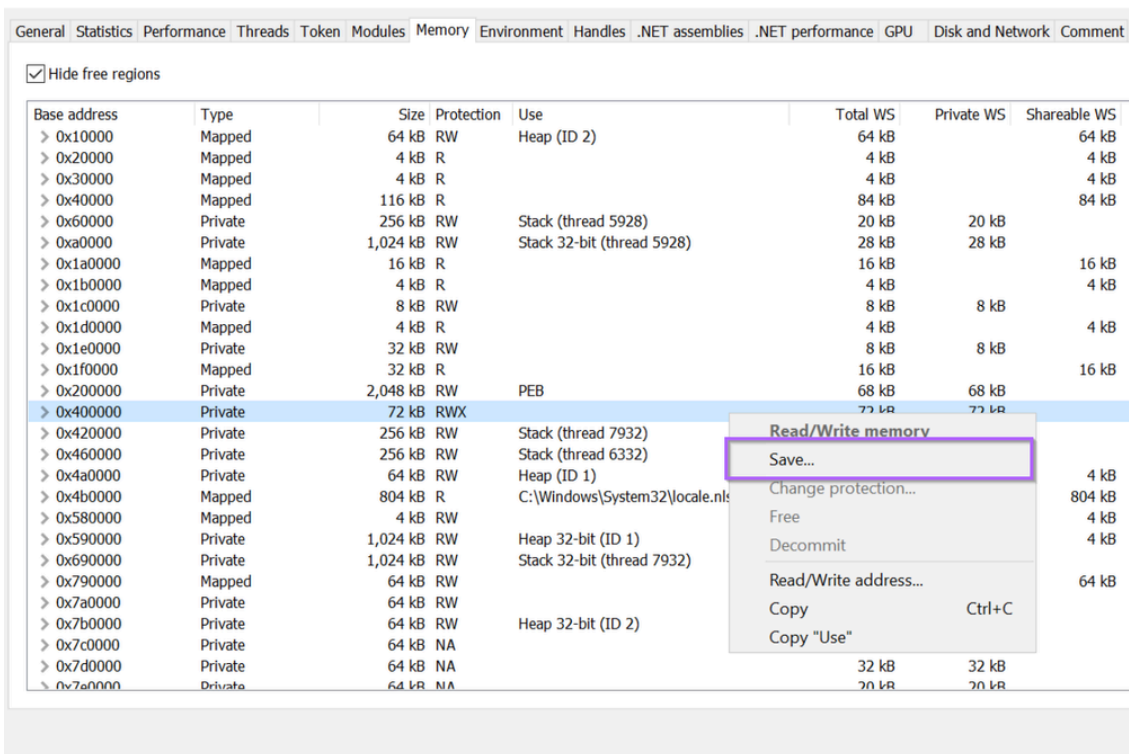 General Statistics Performance Threads Token Modules Memory Environment Handles .NET assemblies .NET performance GPU Disk and Network Comment
Hide free regions
Base address Type Size Protection Use Total WS Private WS Shareable WS
0x10000 Mapped 64 kB RW Heap (ID 2) 64 kB 64 kB
0x20000 Mapped 4 kB R 4 kB 4 kB
0x30000 Mapped 4 kB R 4 kB 4 kB
0x40000 Mapped 116 kB R 84 kB 84 kB
0x60000 Private 256 kB RW Stack (thread 5928) 20 kB 20 kB
0xa0000 Private 1,024 kB RW Stack 32-bit (thread 5928) 28 kB 28 kB
0x1a0000 Mapped 16 kB R 16 kB 16 kB
0x1b0000 Mapped 4 kB R 4 kB 4 kB
0x1c0000 Private 8 kB RW 8 kB 8 kB
0x1d0000 Mapped 4 kB R 4 kB 4 kB
0x1e0000 Private 32 kB RW 8 kB 8 kB
0x1f0000 Mapped 32 kB R 16 kB 16 kB
0x200000 Private 2,048 kB RW PEB 68 kB 68 kB
0x400000 Private 72 kB RWX 72 kB 72 kB
0x420000 Private 256 kB RW Stack (thread 7932)
0x460000 Private 256 kB RW Stack (thread 6332)
0x4a0000 Private 64 kB RW Heap (ID 1) 4 kB
0x4b0000 Mapped 804 kB R C:\Windows\System32\locale.nls 804 kB
0x580000 Mapped 4 kB RW 4 kB
0x590000 Private 1,024 kB RW Heap 32-bit (ID 1) 4 kB
0x690000 Private 1,024 kB RW Stack 32-bit (thread 7932)
0x790000 Mapped 64 kB RW 64 kB
0x7a0000 Private 64 kB RW
0x7b0000 Private 64 kB RW Heap 32-bit (ID 2)
0x7c0000 Private 64 kB NA
0x7d0000 Private 64 kB NA 32 kB 32 kB
0x7e0000 Private 64 kB NA 20 kB 20 kB
Read/Write memory
Save...
Change protection...
Free
Decommit
Read/Write address...
Copy Ctrl+C
Copy "Use"